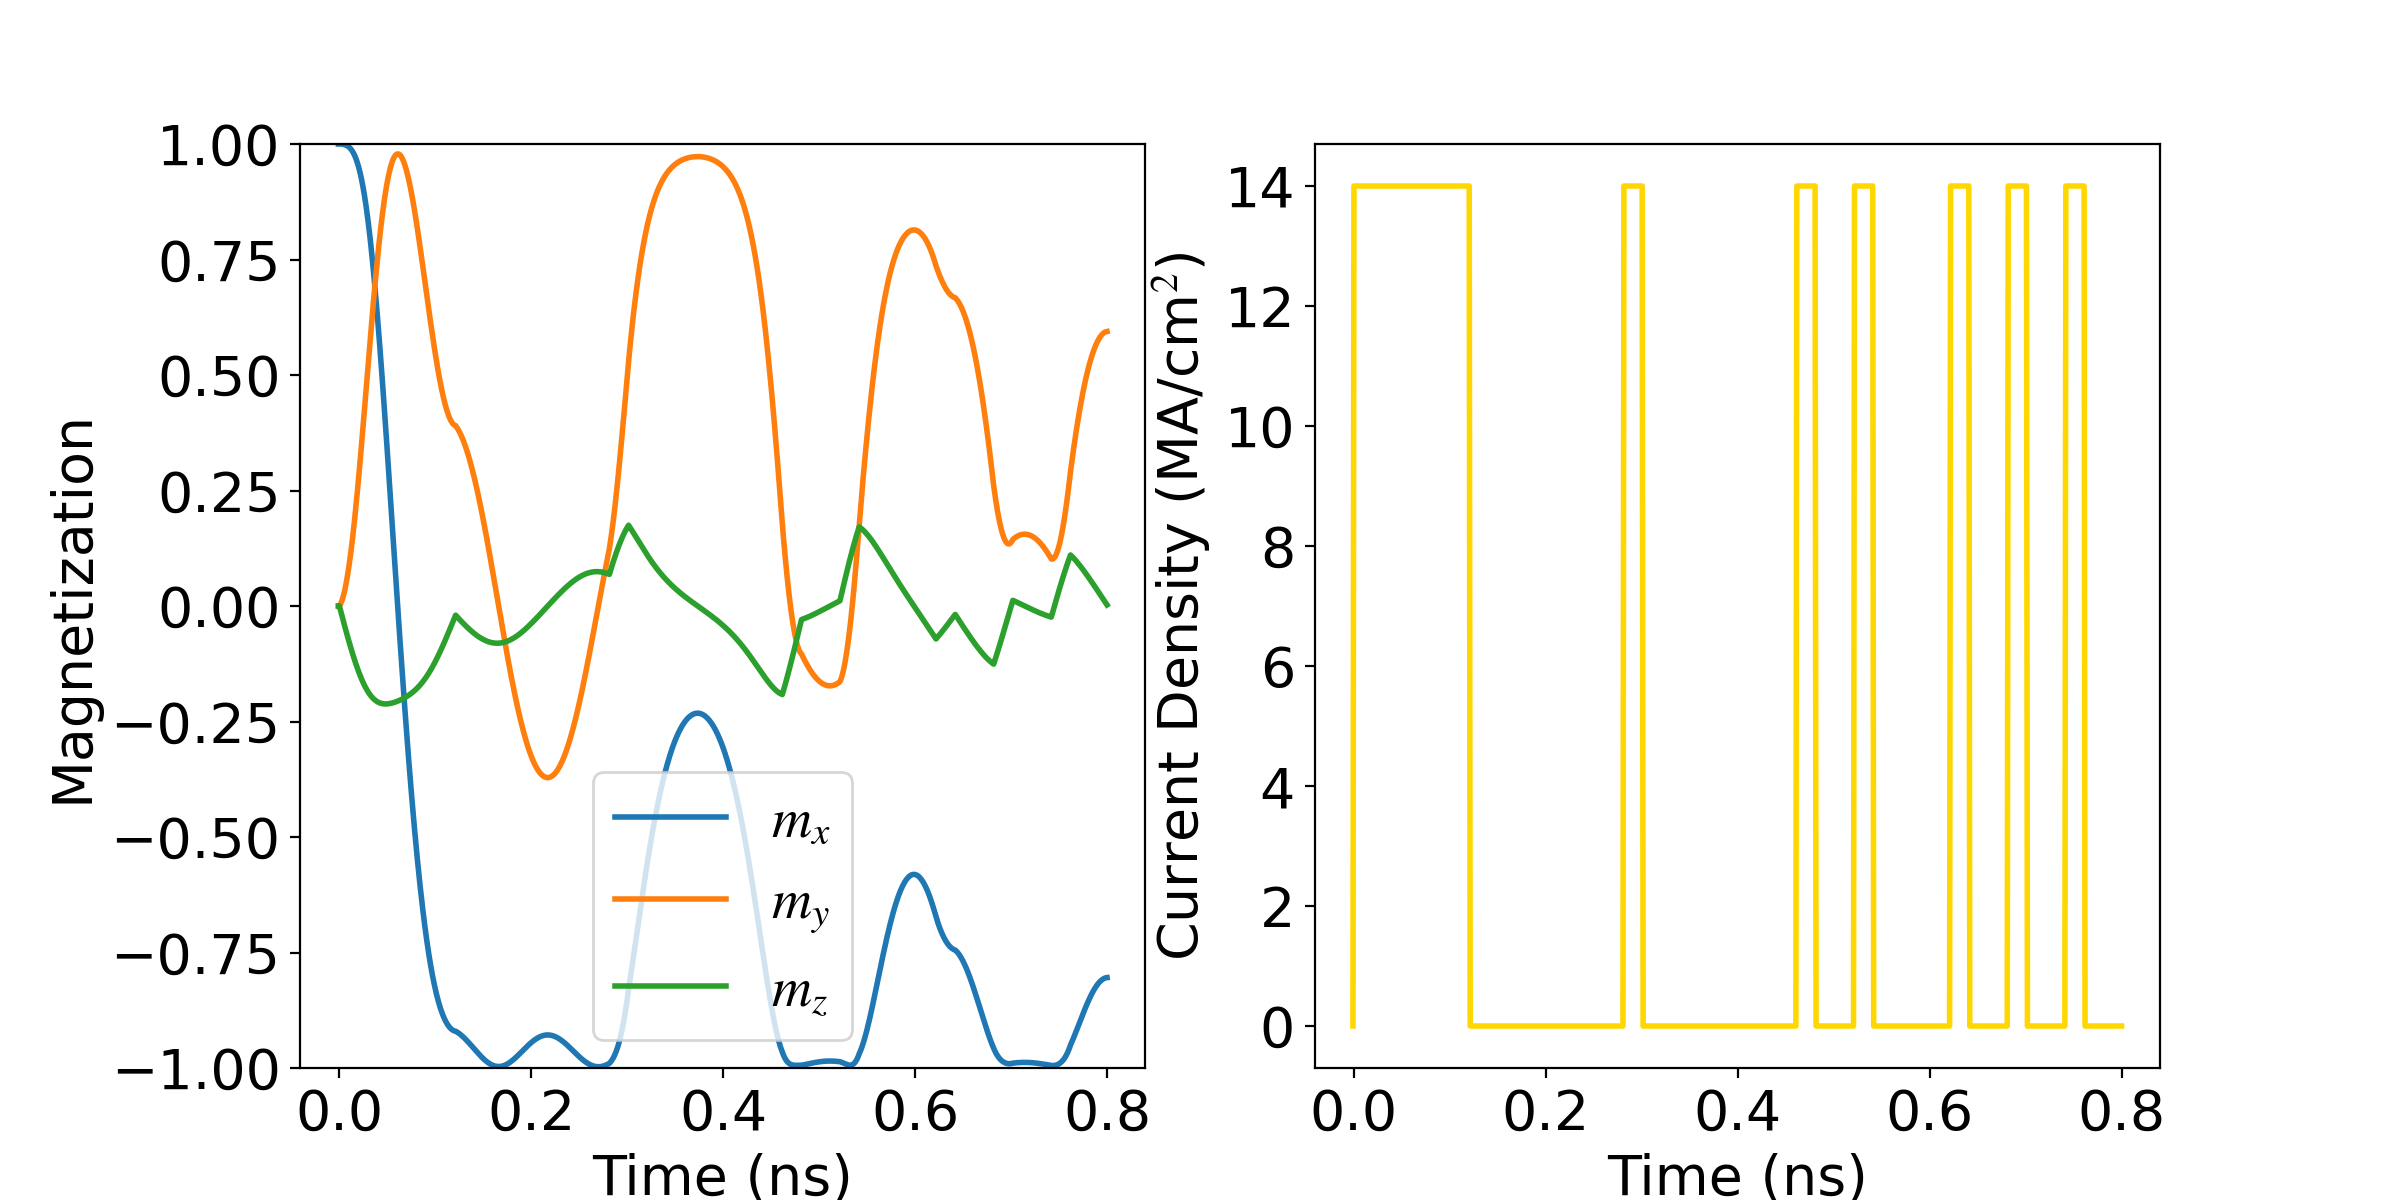 Magnetization
1.00
0.75
0.50
0.25
0.00
−0.25
−0.50
−0.75
−1.00
0.0 0.2 0.4 0.6 0.8
Time (ns)
m_x
m_y
m_z
Current Density (MA/cm²)
14
12
10
8
6
4
2
0
0.0 0.2 0.4 0.6 0.8
Time (ns)